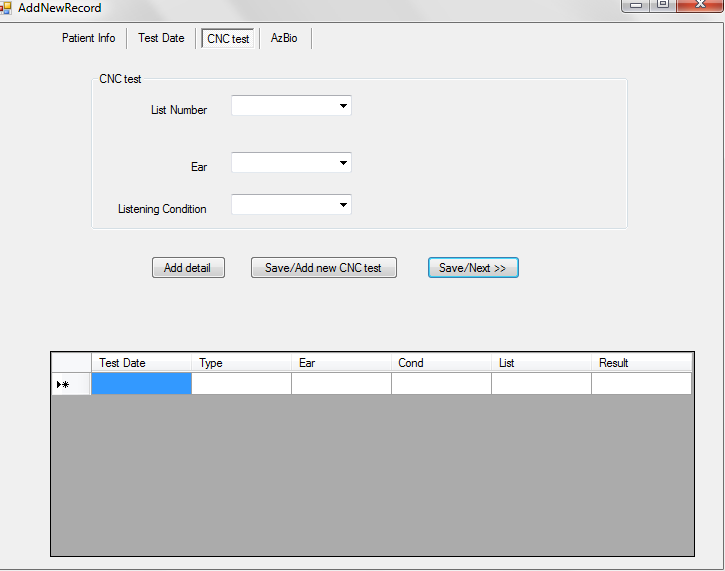 AddNewRecord
Patient Info Test Date CNC test AzBio
CNC test
List Number
Ear
Listening Condition
Add detail Save/Add new CNC test Save/Next >>
Test Date Type Ear Cond List Result